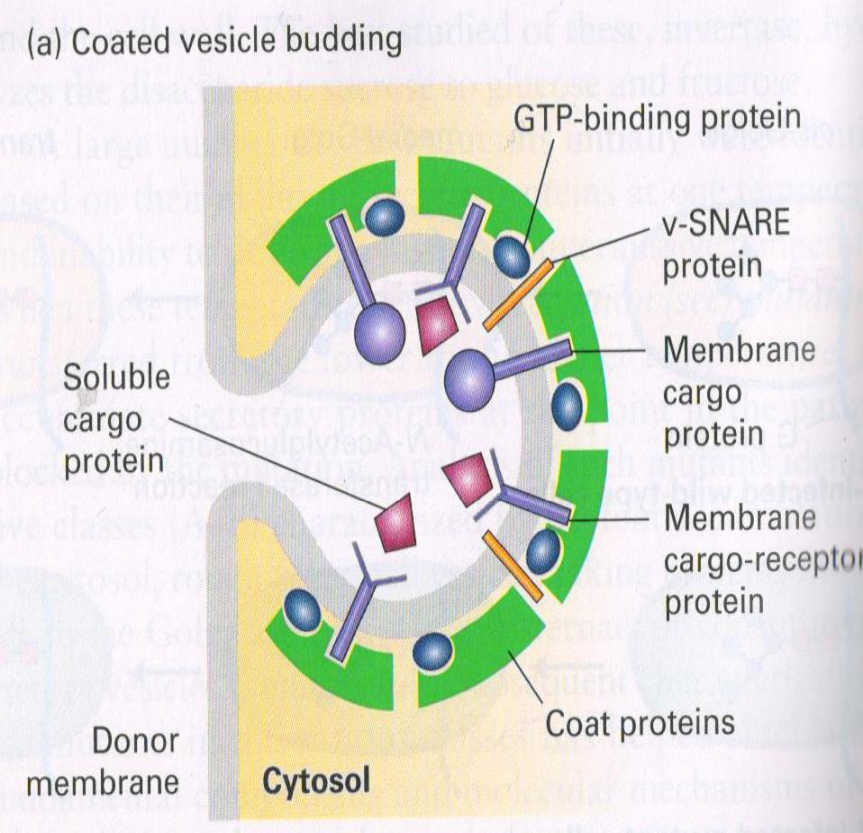 (a) Coated vesicle budding
GTP-binding protein
v-SNARE
protein
Membrane
cargo
protein
Soluble
cargo
protein
Membrane
cargo-receptor
protein
Coat proteins
Donor
membrane
Cytosol